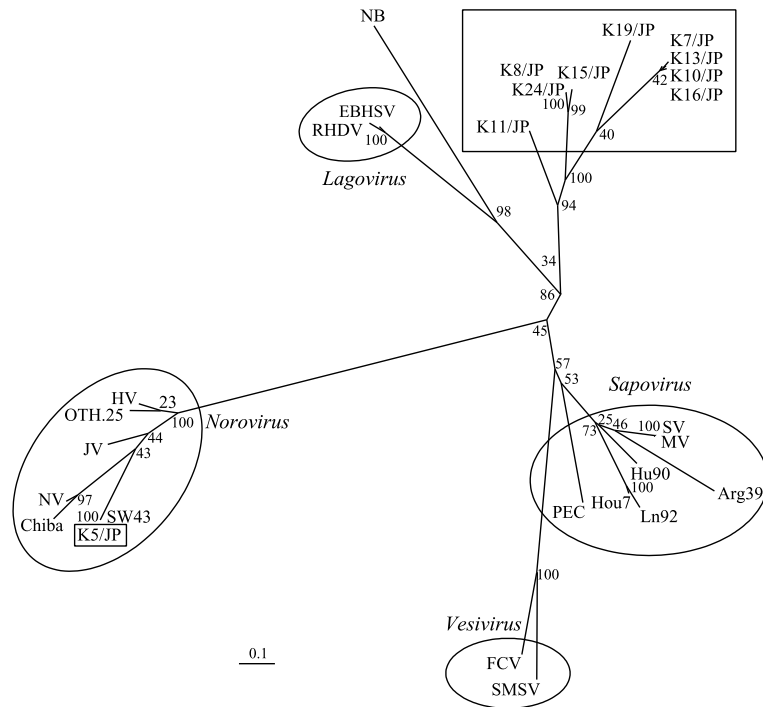 NB
K19/JP
K7/JP
K13/JP
K8/JP
K15/JP
K24/JP
42
K10/JP
K16/JP
100
99
EBHSV
RHDV
100
K11/JP
40
Lagovirus
100
98
94
34
86
45
57
53
Sapovirus
HV
23
OTH.25
100
Norovirus
44
JV
43
25
46
100
SV
MV
73
Hu90
NV
97
100
Arg39
Chiba
100
SW43
PEC
Hou7
Ln92
K5/JP
100
Vesivirus
0.1
FCV
SMSV